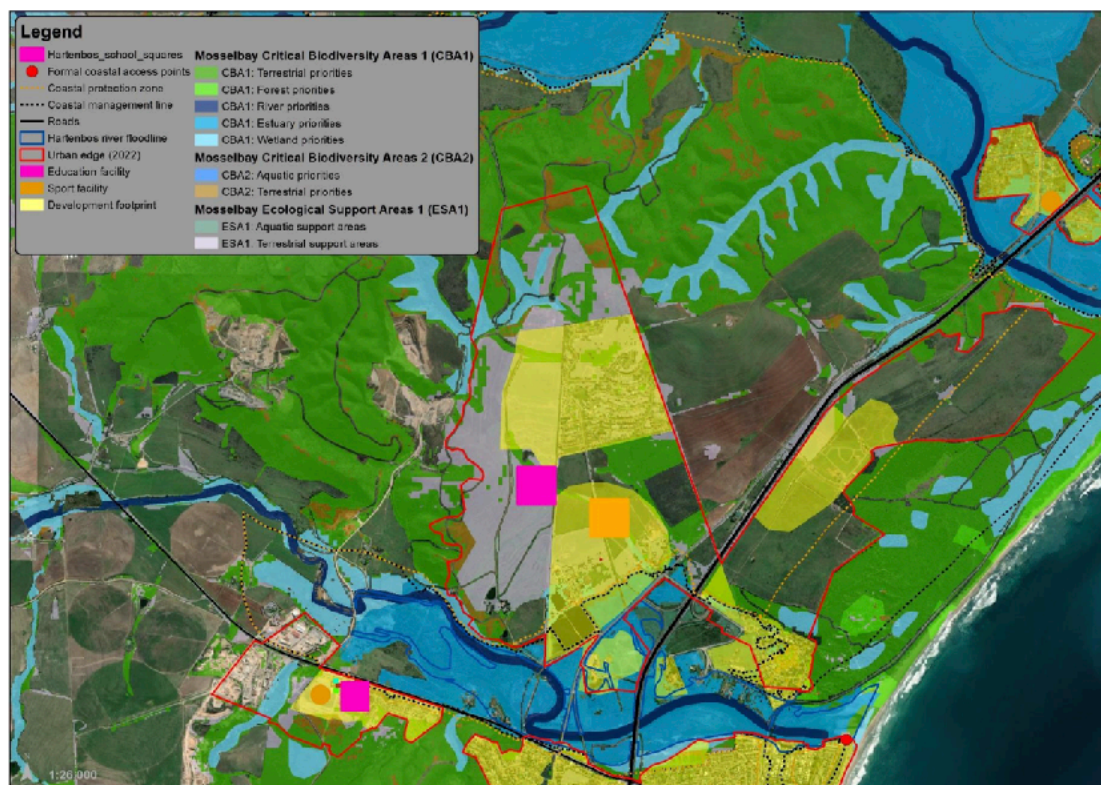 Legend
Hartenbos_school_squares
Formal coastal access points
Coastal protection zone
Coastal management line
Roads
Hartenbos river floodline
Urban edge (2022)
Education facility
Sport facility
Development footprint
Mosselbay Critical Biodiversity Areas 1 (CBA1)
CBA1: Terrestrial priorities
CBA1: Forest priorities
CBA1: River priorities
CBA1: Estuary priorities
CBA1: Wetland priorities
Mosselbay Critical Biodiversity Areas 2 (CBA2)
CBA2: Aquatic priorities
CBA2: Terrestrial priorities
Mosselbay Ecological Support Areas 1 (ESA1)
ESA1: Aquatic support areas
ESA1: Terrestrial support areas
1:26 000